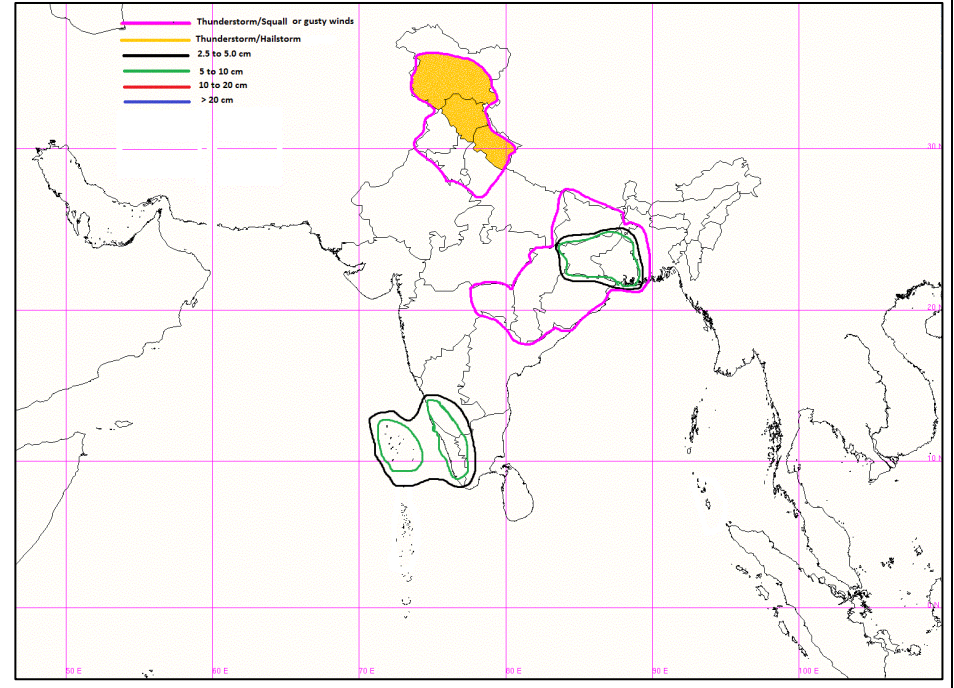 Thunderstorm/Squall or gusty winds
Thunderstorm/Hailstorm
2.5 to 5.0 cm
5 to 10 cm
10 to 20 cm
> 20 cm
30 N
20 N
10 N
50 E
60 E
70 E
80 E
90 E
100 E